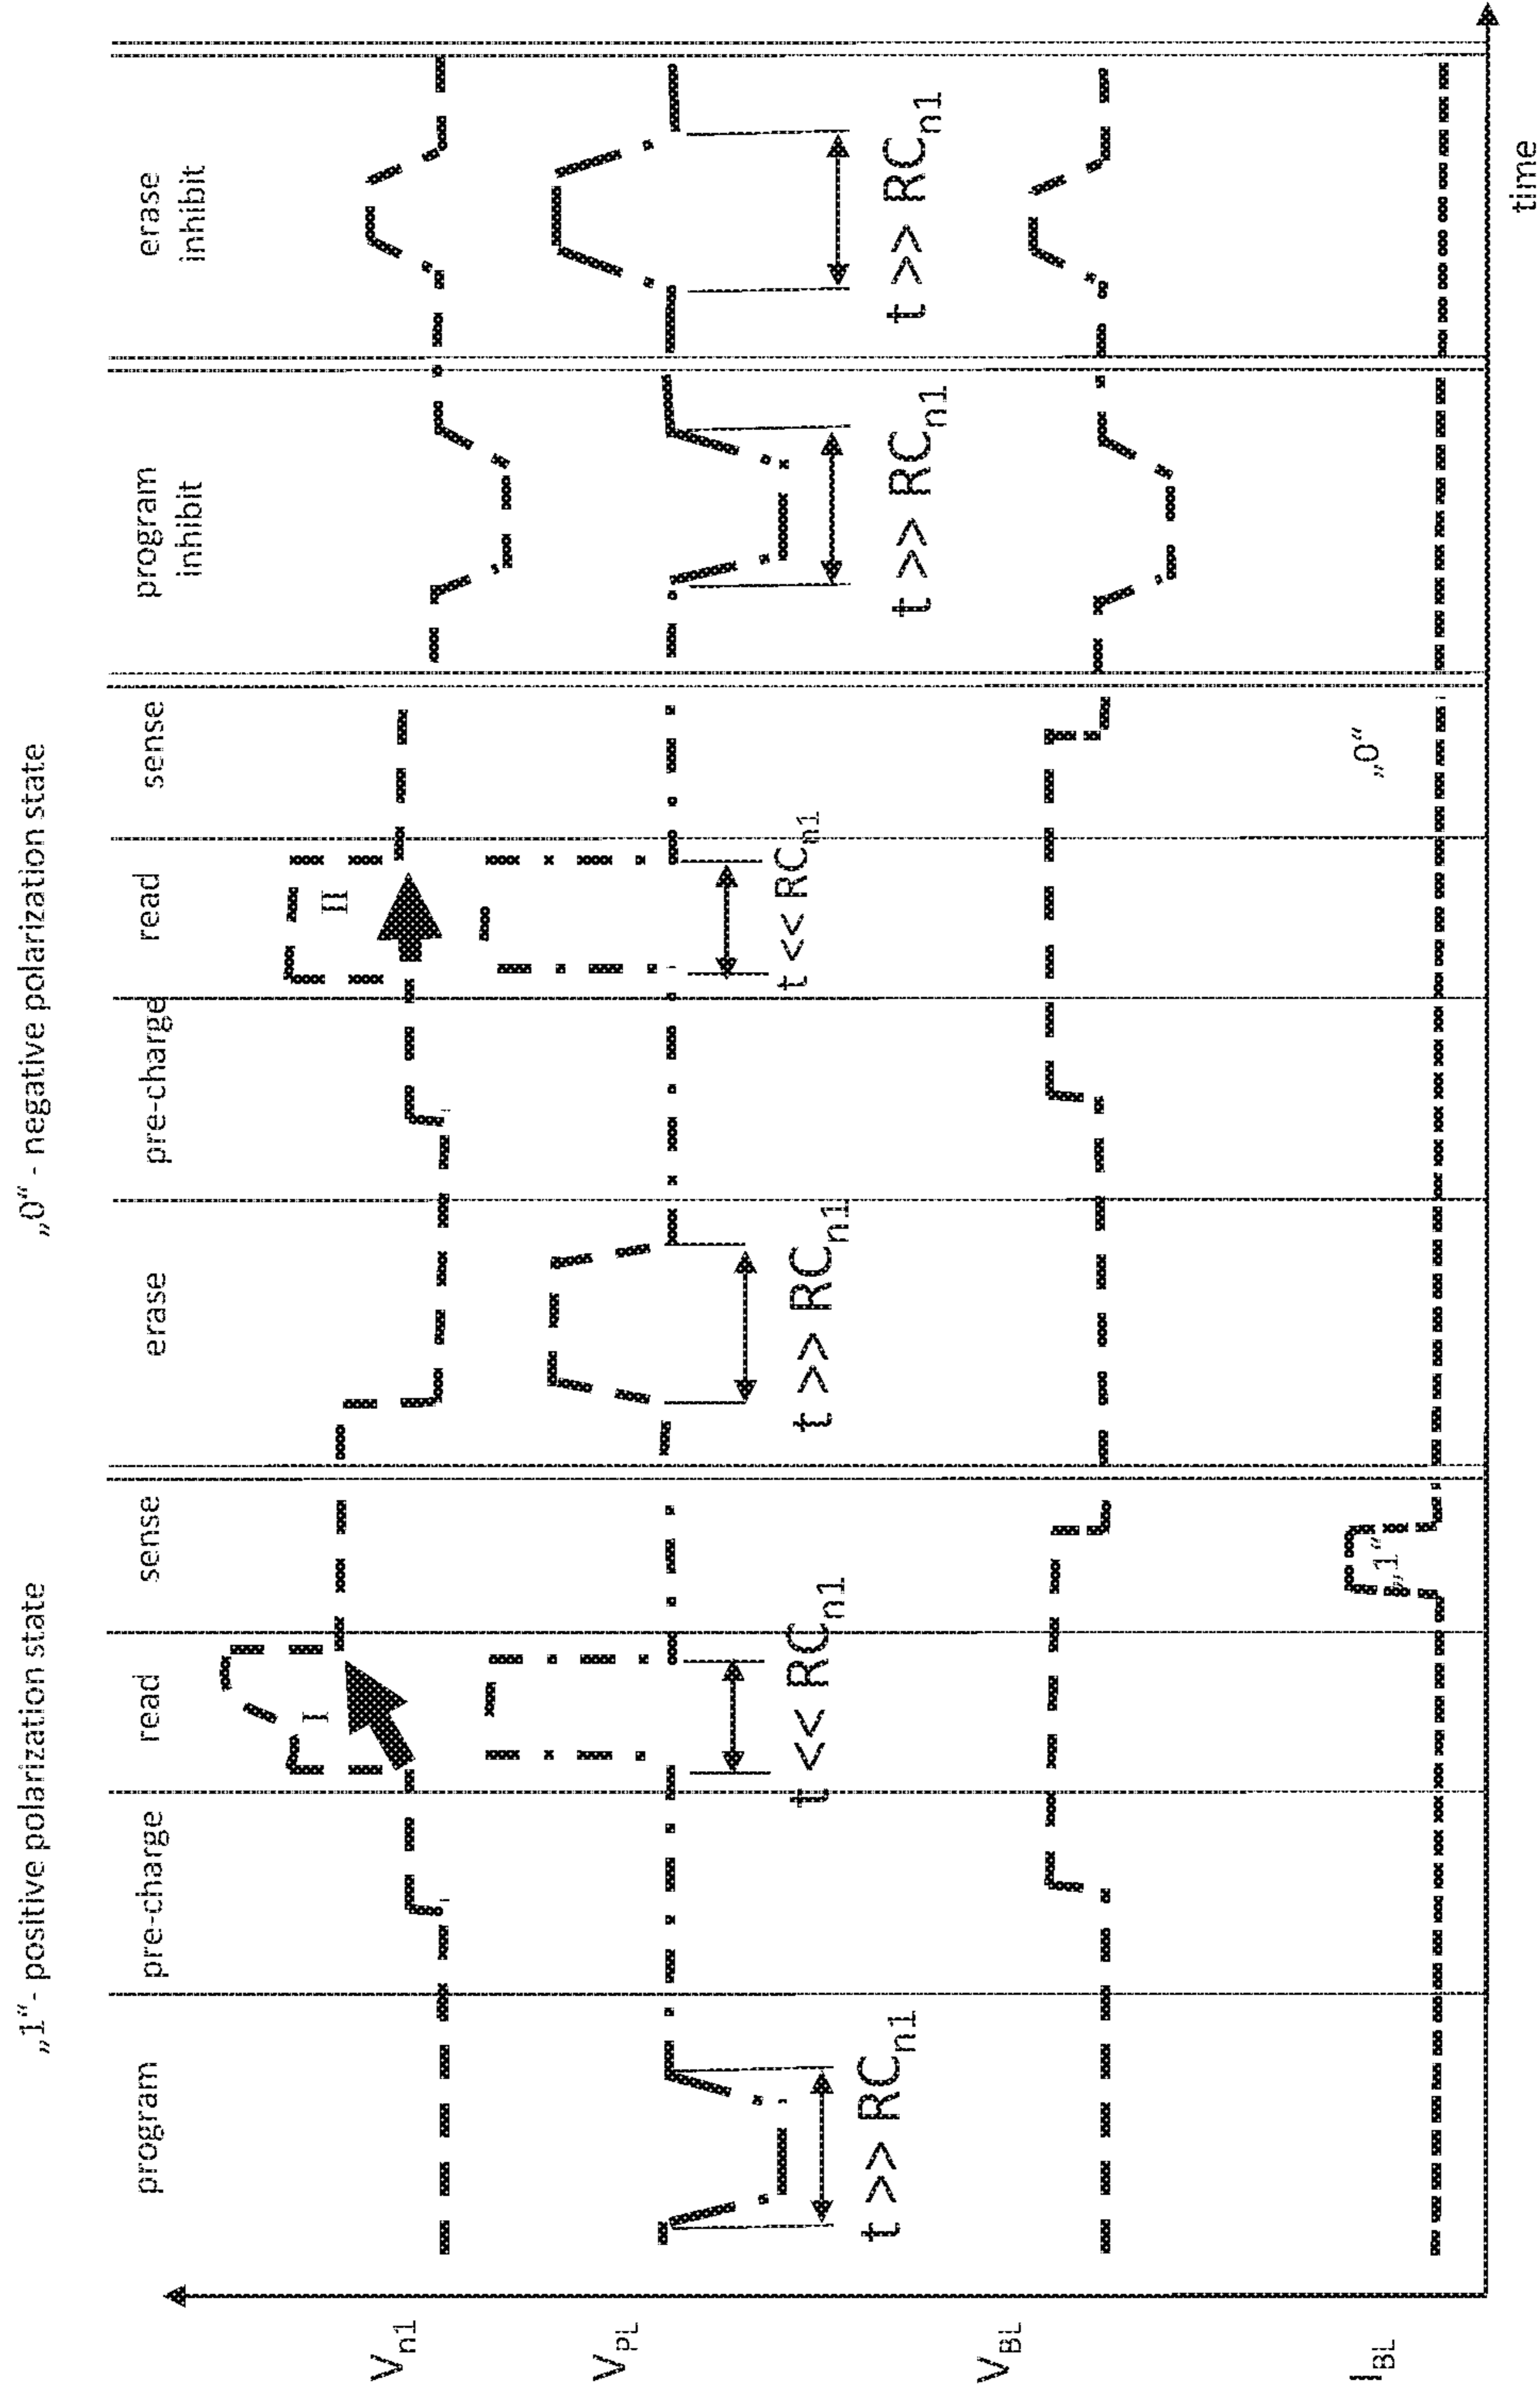 „1“ - positive polarization state
„0“ - negative polarization state
program
pre-charge
read
sense
erase
pre-charge
read
sense
program
inhibit
erase
inhibit
Vn1
I
II
VPL
t >> RCn1
t << RCn1
t >> RCn1
t << RCn1
t >> RCn1
t >> RCn1
VBL
IBL
„1“
„0“
time